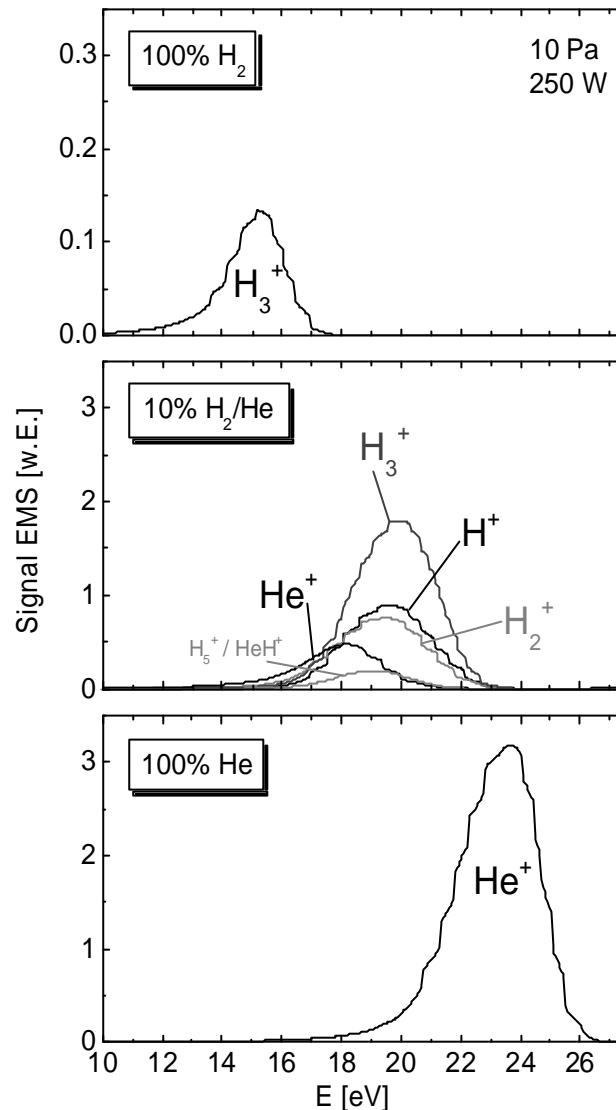 100% H₂
10 Pa
250 W
0.3
0.2
0.1
0.0
H₃⁺
10% H₂/He
3
2
1
0
H₃⁺
H⁺
He⁺
H₂⁺
H₅⁺ / HeH⁺
Signal EMS [w.E.]
100% He
3
2
1
0
He⁺
10 12 14 16 18 20 22 24 26
E [eV]